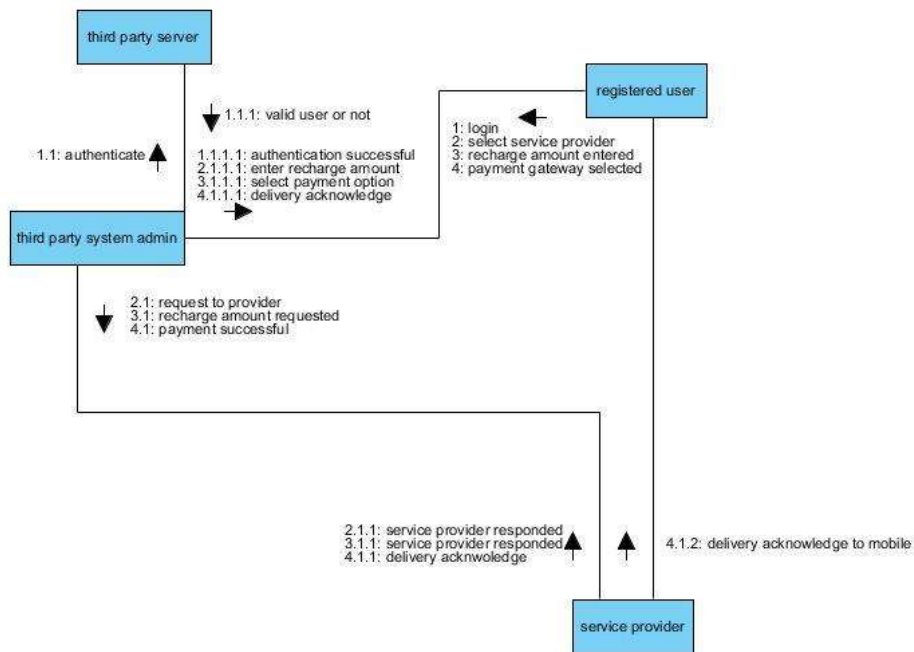 third party server
registered user
1.1.1: valid user or not
1: login
2: select service provider
3: recharge amount entered
4: payment gateway selected
1.1: authenticate
1.1.1.1: authentication successful
2.1.1.1: enter recharge amount
3.1.1.1: select payment option
4.1.1.1: delivery acknowledge
third party system admin
2.1: request to provider
3.1: recharge amount requested
4.1: payment successful
2.1.1: service provider responded
3.1.1: service provider responded
4.1.1: delivery acknwoledge
4.1.2: delivery acknowledge to mobile
service provider